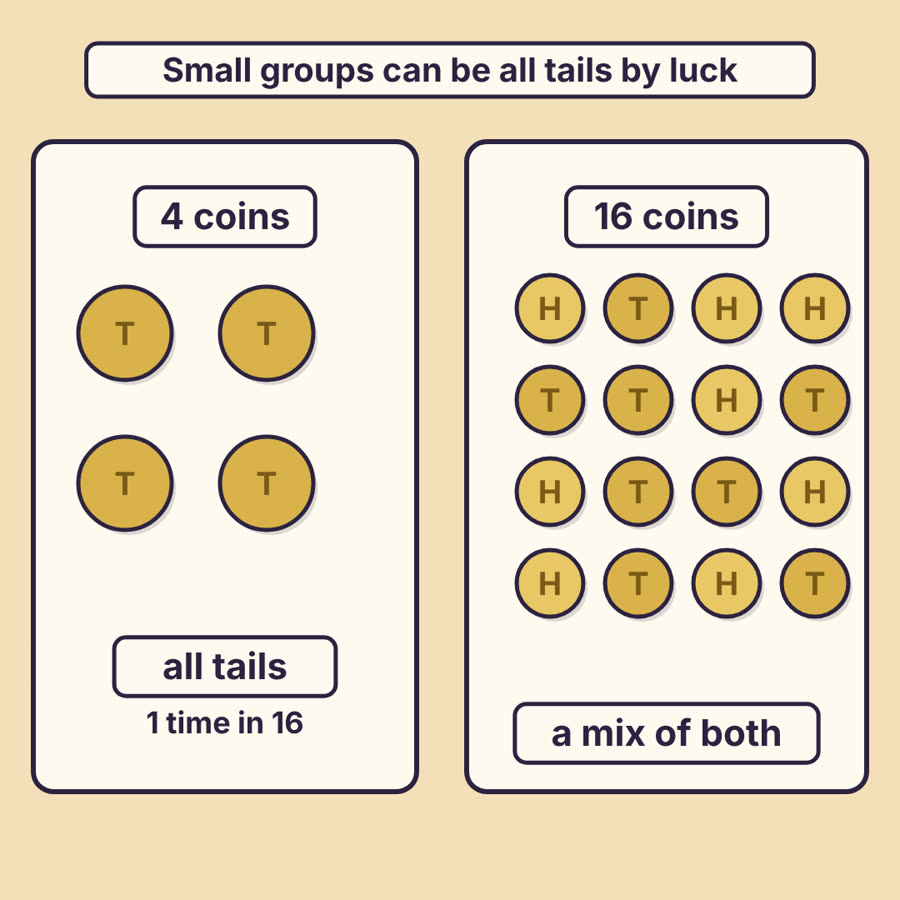 Small groups can be all tails by luck
4 coins
T T
T T
all tails
1 time in 16
16 coins
H T H H
T T H T
H T T H
H T H T
a mix of both